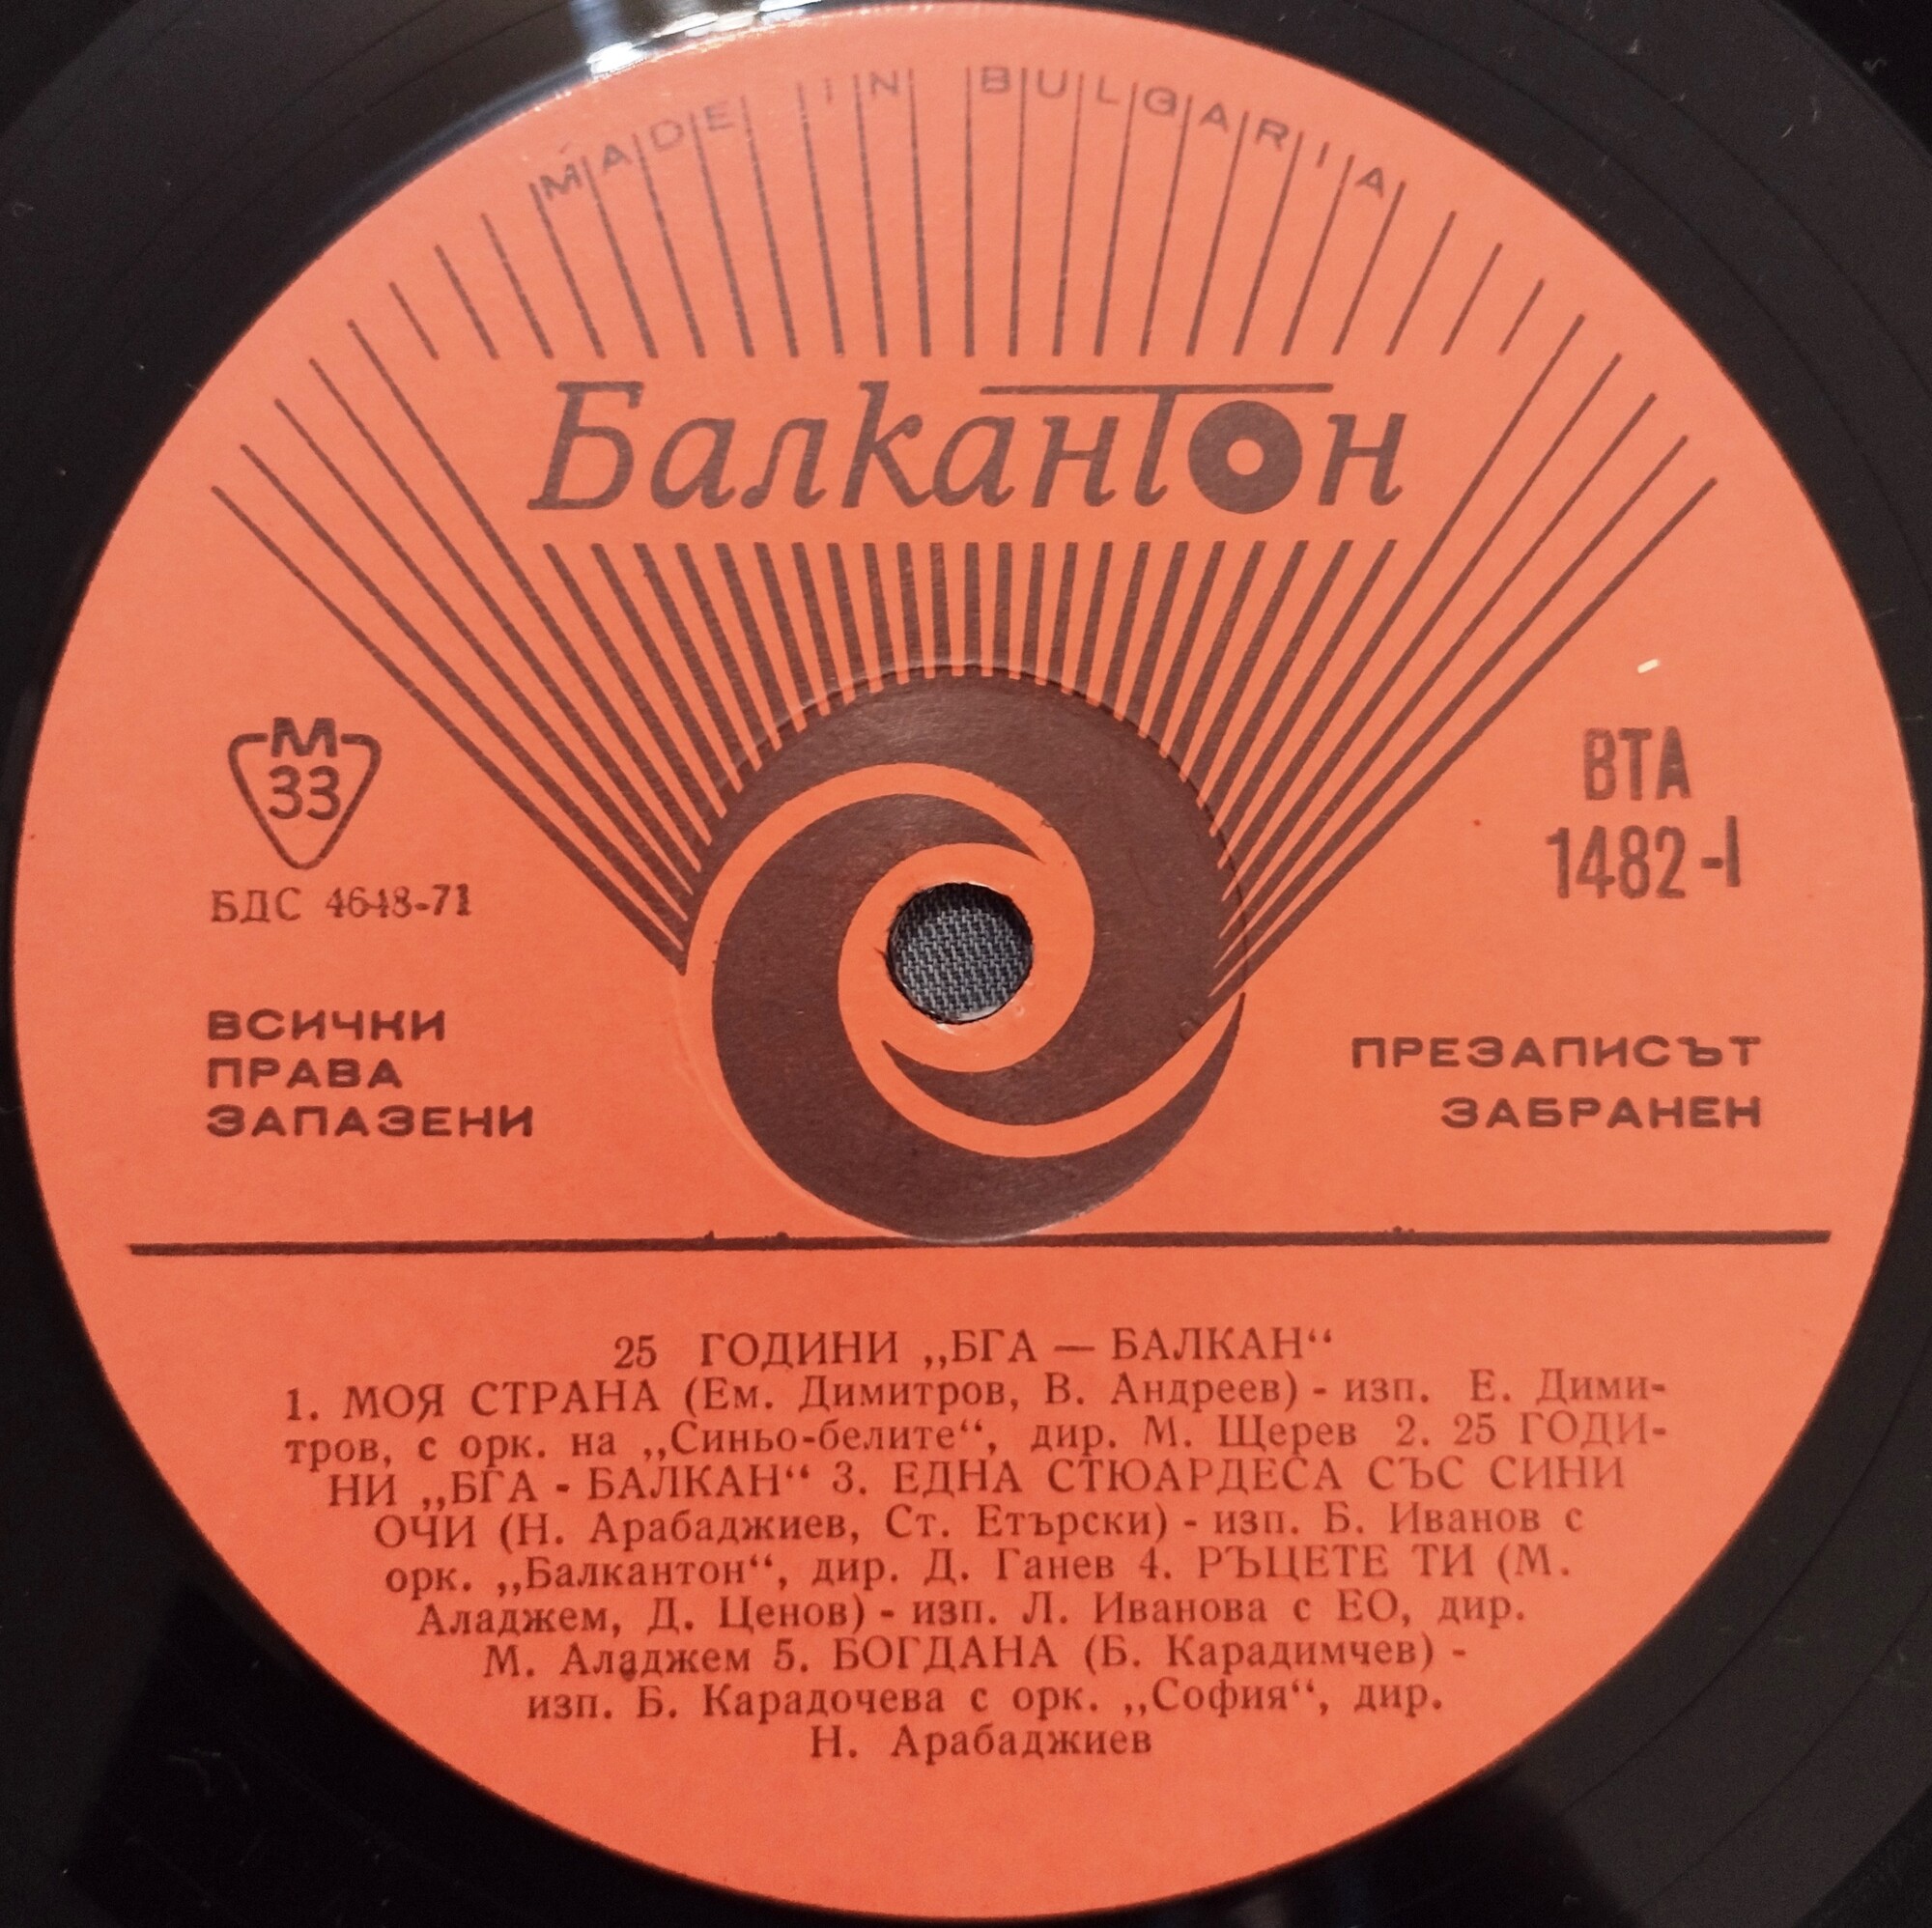 MADE IN BULGARIA
Балкантон
М
33
БДС 4648-71
ВТА
1482-I
ВСИЧКИ
ПРАВА
ЗАПАЗЕНИ
ПРЕЗАПИСЪТ
ЗАБРАНЕН
25 ГОДИНИ „БГА — БАЛКАН“
1. МОЯ СТРАНА (Ем. Димитров, В. Андреев) - изп. Е. Дими-
тров, с орк. на „Синьо-белите“, дир. М. Щерев 2. 25 ГОДИ-
НИ „БГА - БАЛКАН“ 3. ЕДНА СТЮАРДЕСА СЪС СИНИ
ОЧИ (Н. Арабаджиев, Ст. Етърски) - изп. Б. Иванов с
орк. „Балкантон“, дир. Д. Ганев 4. РЪЦЕТЕ ТИ (М.
Аладжем, Д. Ценов) - изп. Л. Иванова с ЕО, дир.
М. Аладжем 5. БОГДАНА (Б. Карадимчев) -
изп. Б. Карадочева с орк. „София“, дир.
Н. Арабаджиев